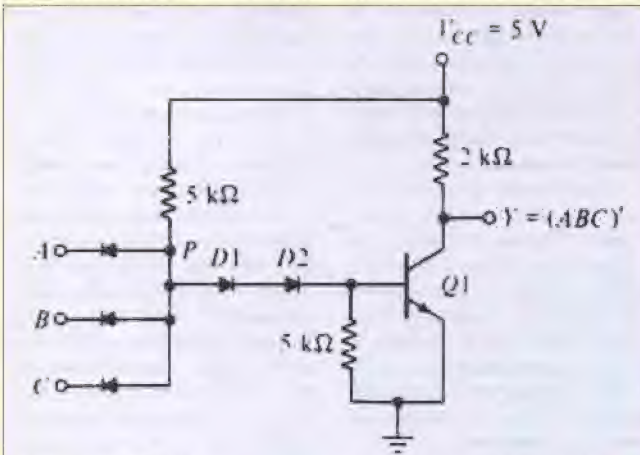 VCC = 5 V
2 kΩ
5 kΩ
Y = (ABC)'
A
P
D1
D2
Q1
B
5 kΩ
C